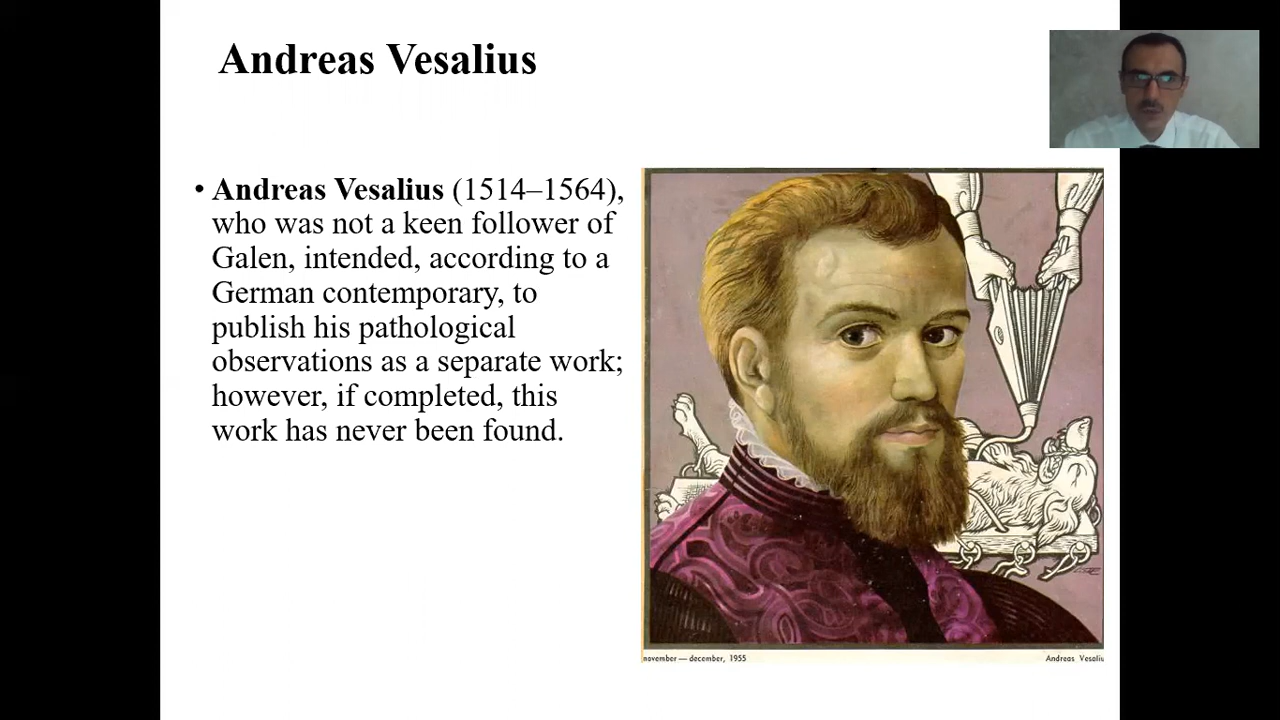 Andreas Vesalius
• Andreas Vesalius (1514–1564),
who was not a keen follower of
Galen, intended, according to a
German contemporary, to
publish his pathological
observations as a separate work;
however, if completed, this
work has never been found.
november — december, 1955
Andreas Vesaliu